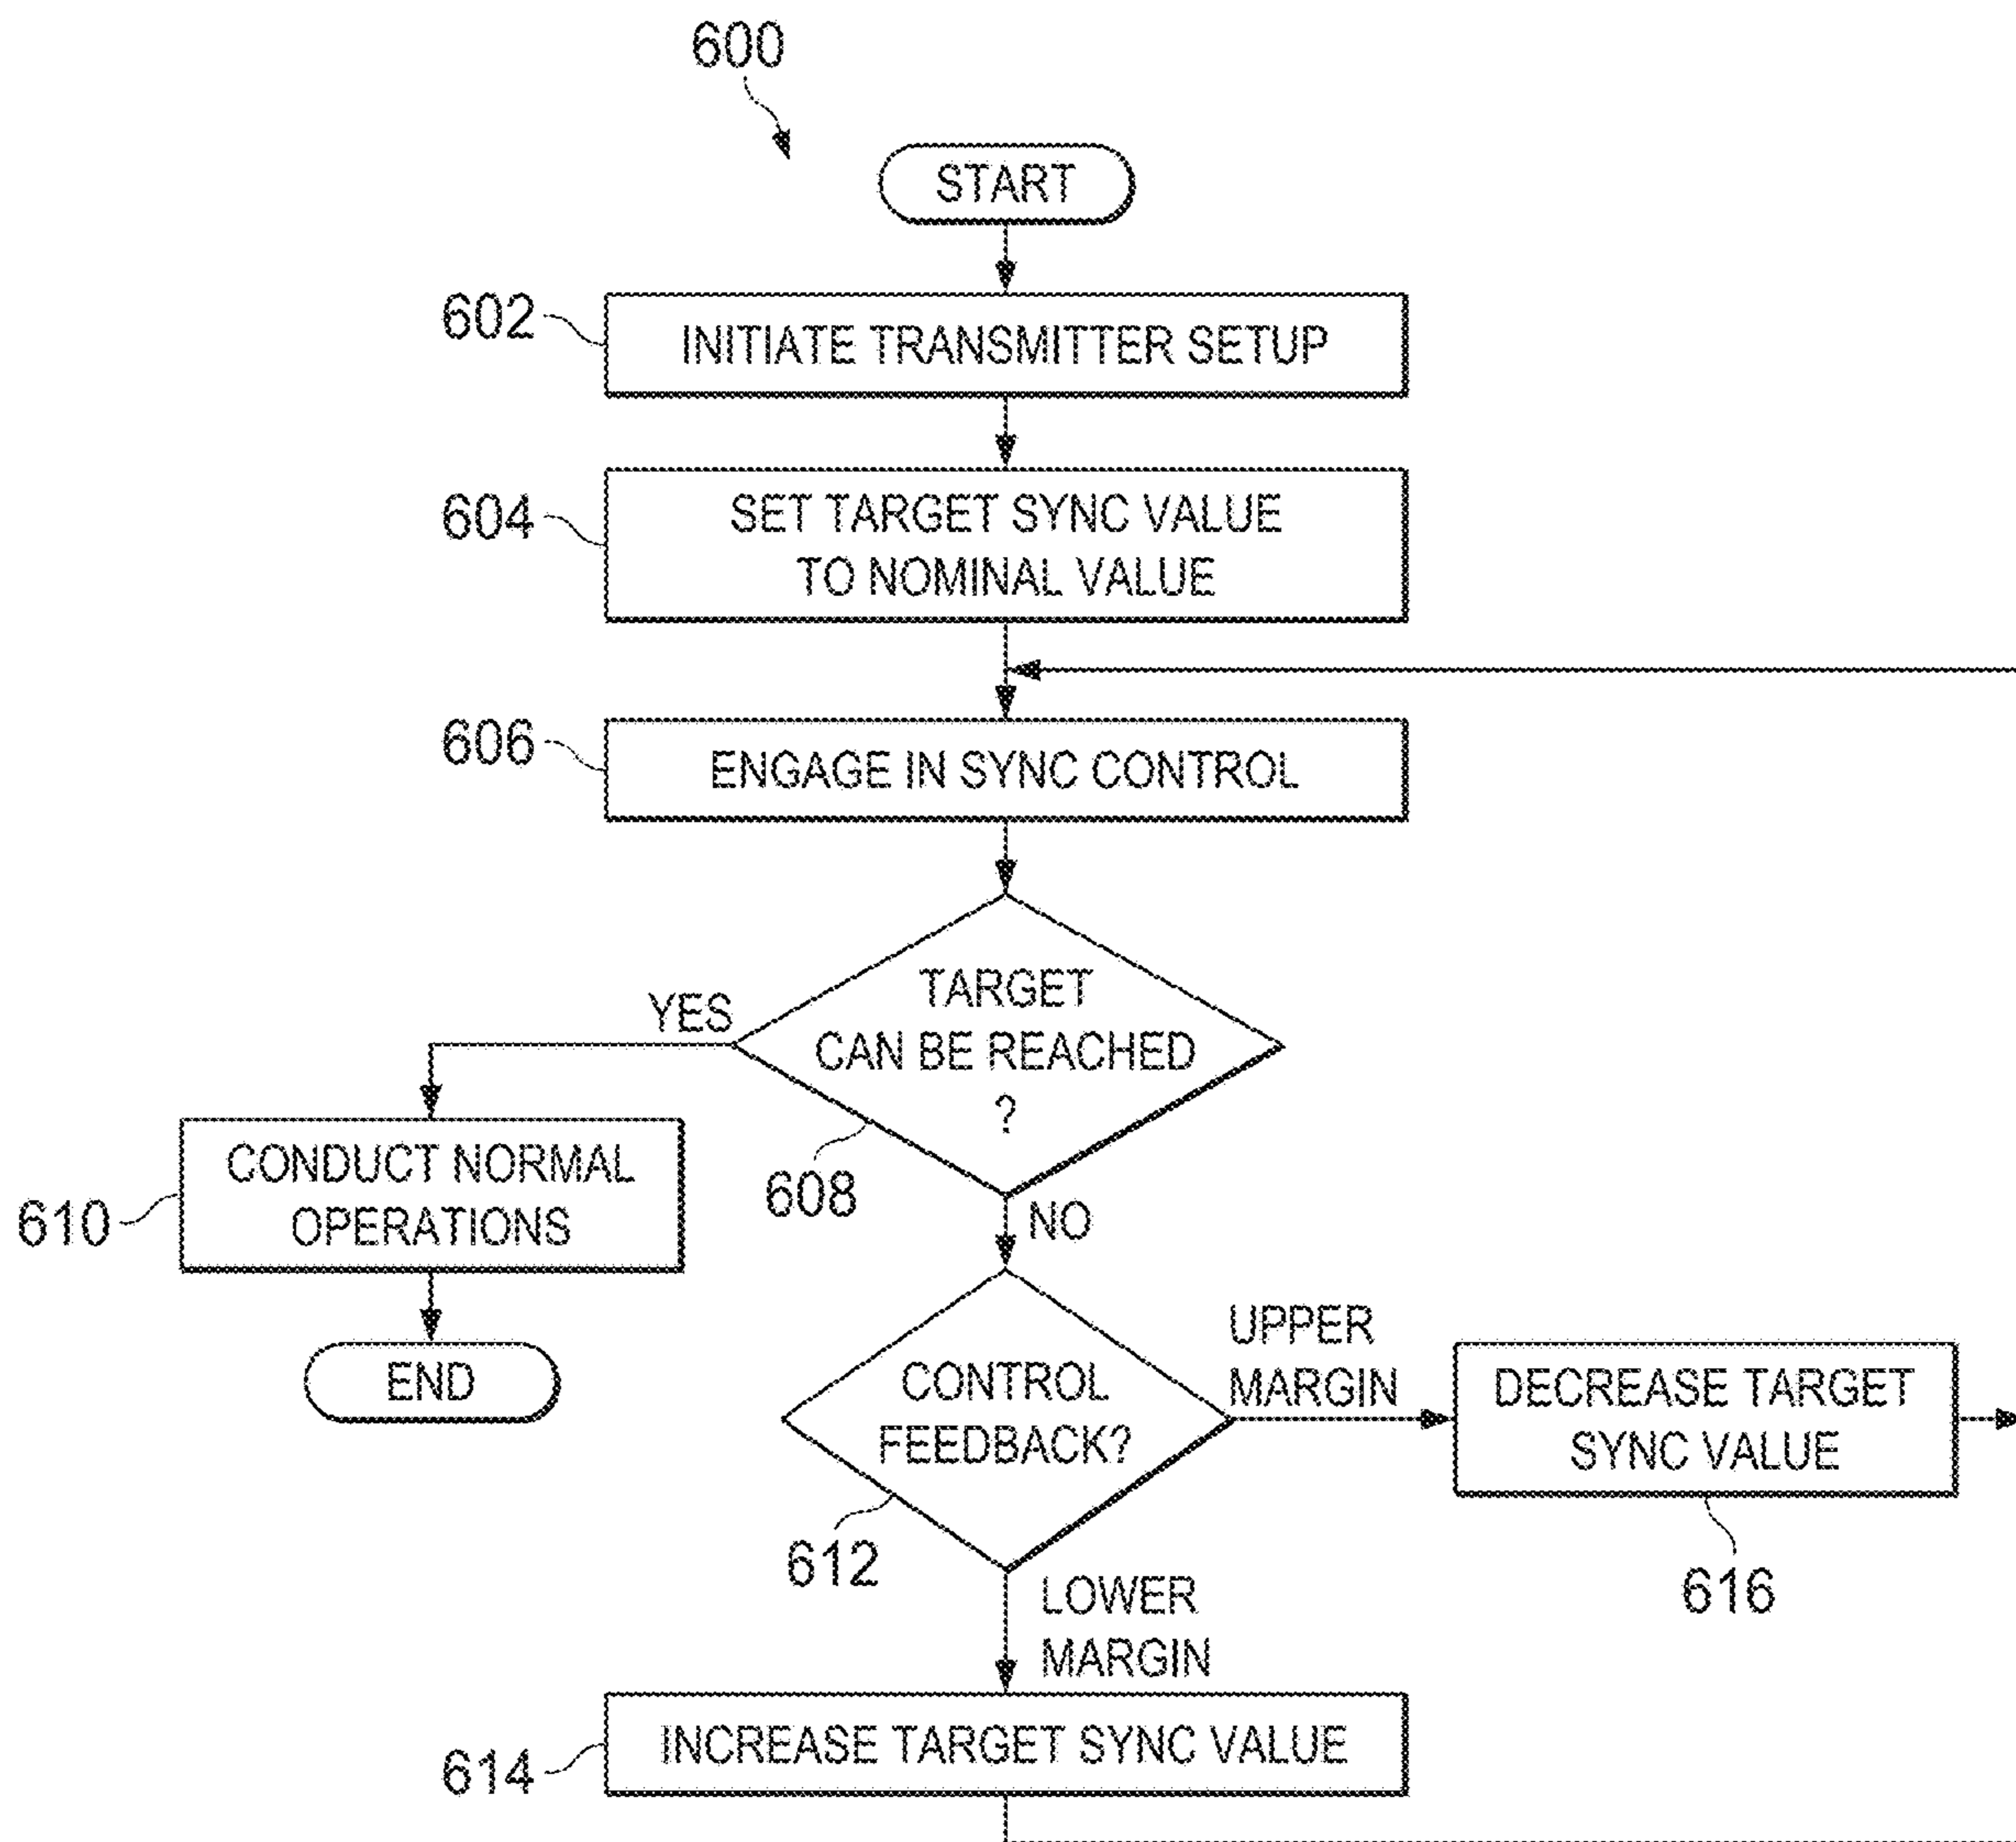 600
START
602
INITIATE TRANSMITTER SETUP
604
SET TARGET SYNC VALUE
TO NOMINAL VALUE
606
ENGAGE IN SYNC CONTROL
TARGET
CAN BE REACHED
?
YES
608
NO
610
CONDUCT NORMAL
OPERATIONS
END
CONTROL
FEEDBACK?
612
UPPER
MARGIN
DECREASE TARGET
SYNC VALUE
616
LOWER
MARGIN
614
INCREASE TARGET SYNC VALUE